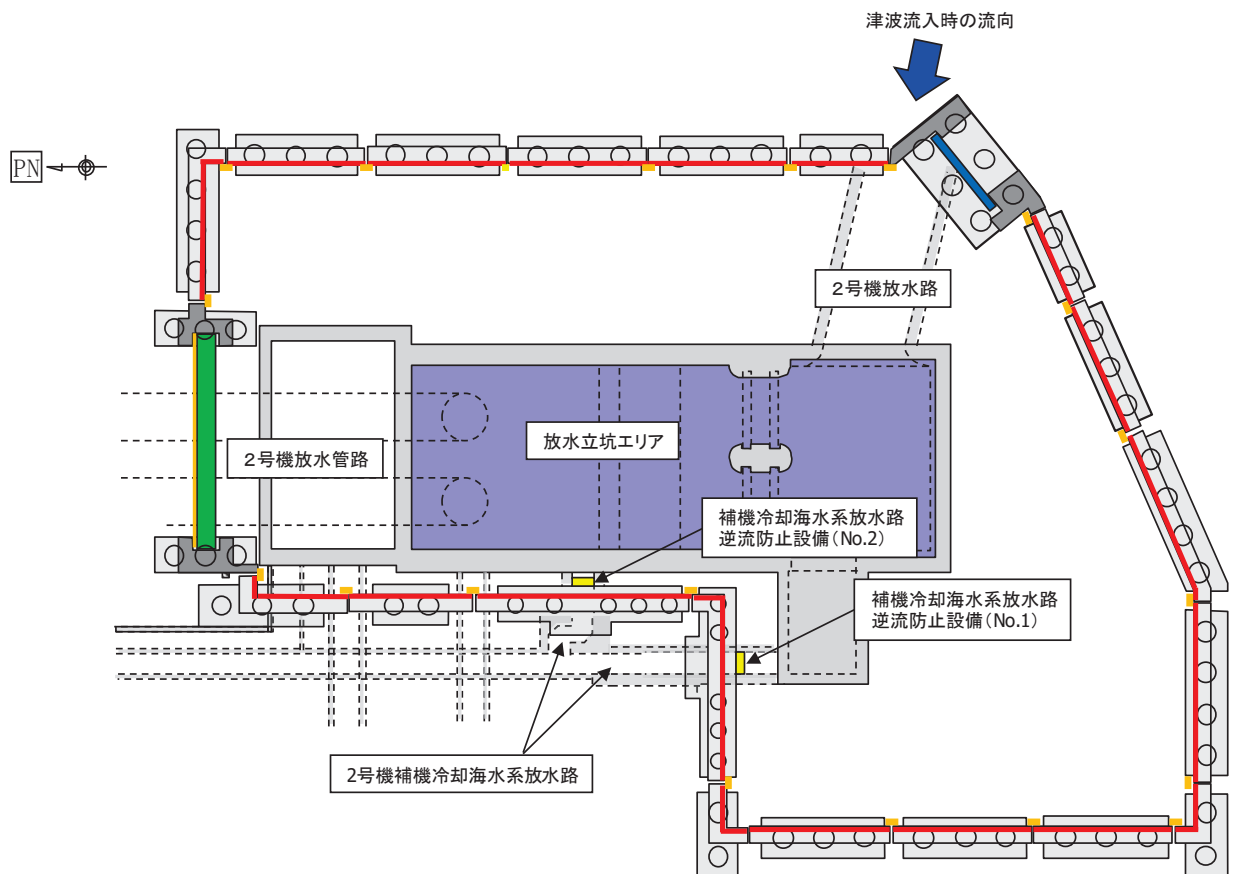 津波流入時の流向
PN
2号機放水路
放水立坑エリア
2号機放水管路
補機冷却海水系放水路
逆流防止設備（No.2）
補機冷却海水系放水路
逆流防止設備（No.1）
2号機補機冷却海水系放水路